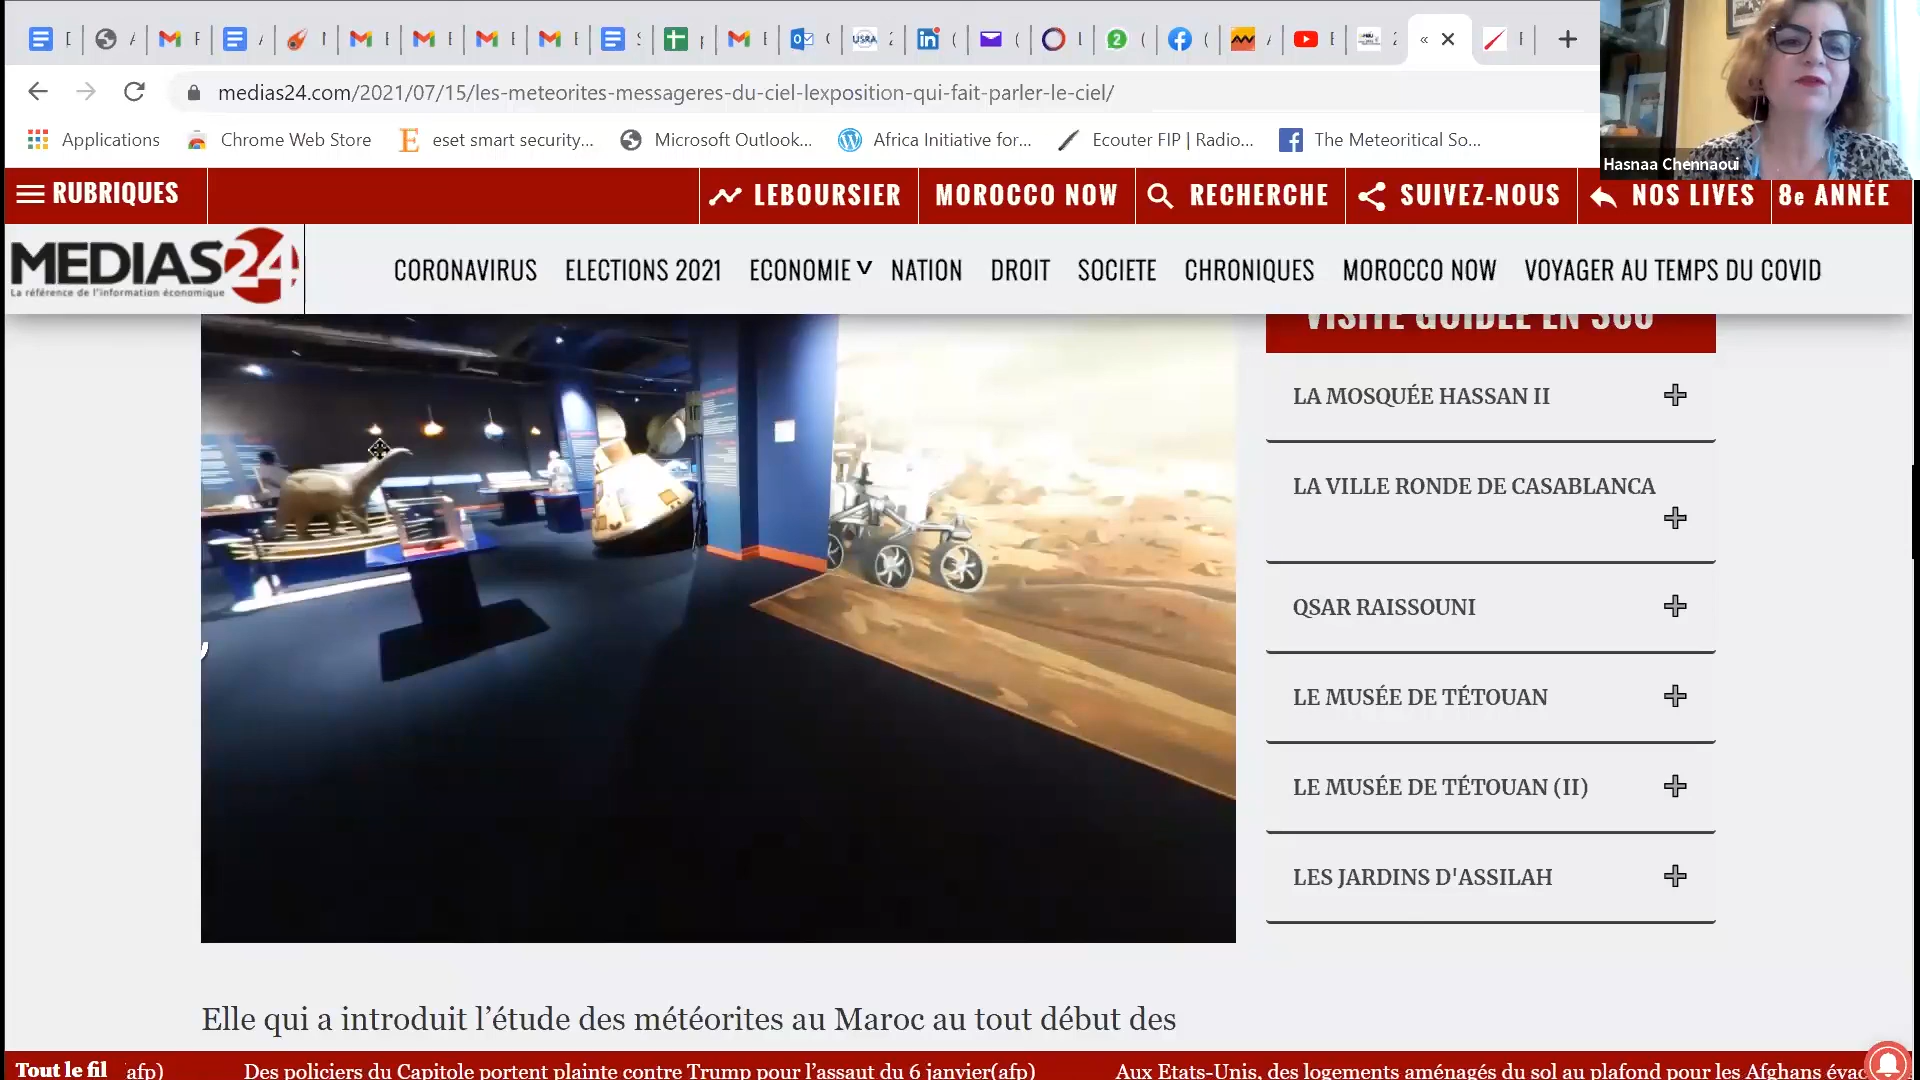 medias24.com/2021/07/15/les-meteorites-messageres-du-ciel-lexposition-qui-fait-parler-le-ciel/
Applications Chrome Web Store eset smart security... Microsoft Outlook... Africa Initiative for... Ecouter FIP | Radio... The Meteoritical So...
Hasnaa Chennaoui
RUBRIQUES LEBOURSIER MOROCCO NOW RECHERCHE SUIVEZ-NOUS NOS LIVES 8e ANNÉE
MEDIAS24
La référence de l'information économique
CORONAVIRUS ELECTIONS 2021 ECONOMIE NATION DROIT SOCIETE CHRONIQUES MOROCCO NOW VOYAGER AU TEMPS DU COVID
VISITE GUIDÉE EN 360
LA MOSQUÉE HASSAN II
LA VILLE RONDE DE CASABLANCA
QSAR RAISSOUNI
LE MUSÉE DE TÉTOUAN
LE MUSÉE DE TÉTOUAN (II)
LES JARDINS D'ASSILAH
Elle qui a introduit l’étude des météorites au Maroc au tout début des
Tout le fil afp) Des policiers du Capitole portent plainte contre Trump pour l’assaut du 6 janvier(afp) Aux Etats-Unis, des logements aménagés du sol au plafond pour les Afghans évac